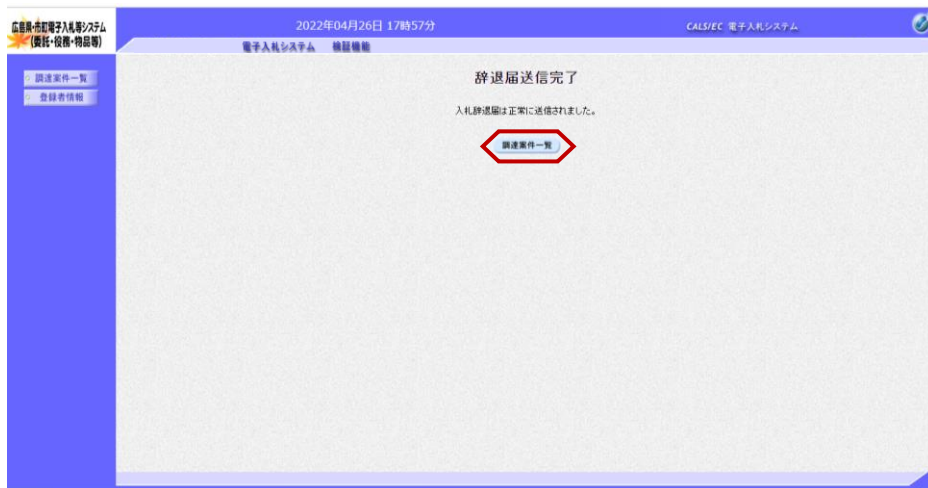 広島県・市町電子入札等システム
(委託・役務・物品等)
2022年04月26日 17時57分
CALS/EC 電子入札システム
電子入札システム 検証機能
調達案件一覧
登録者情報
辞退届送信完了
入札辞退届は正常に送信されました。
調達案件一覧